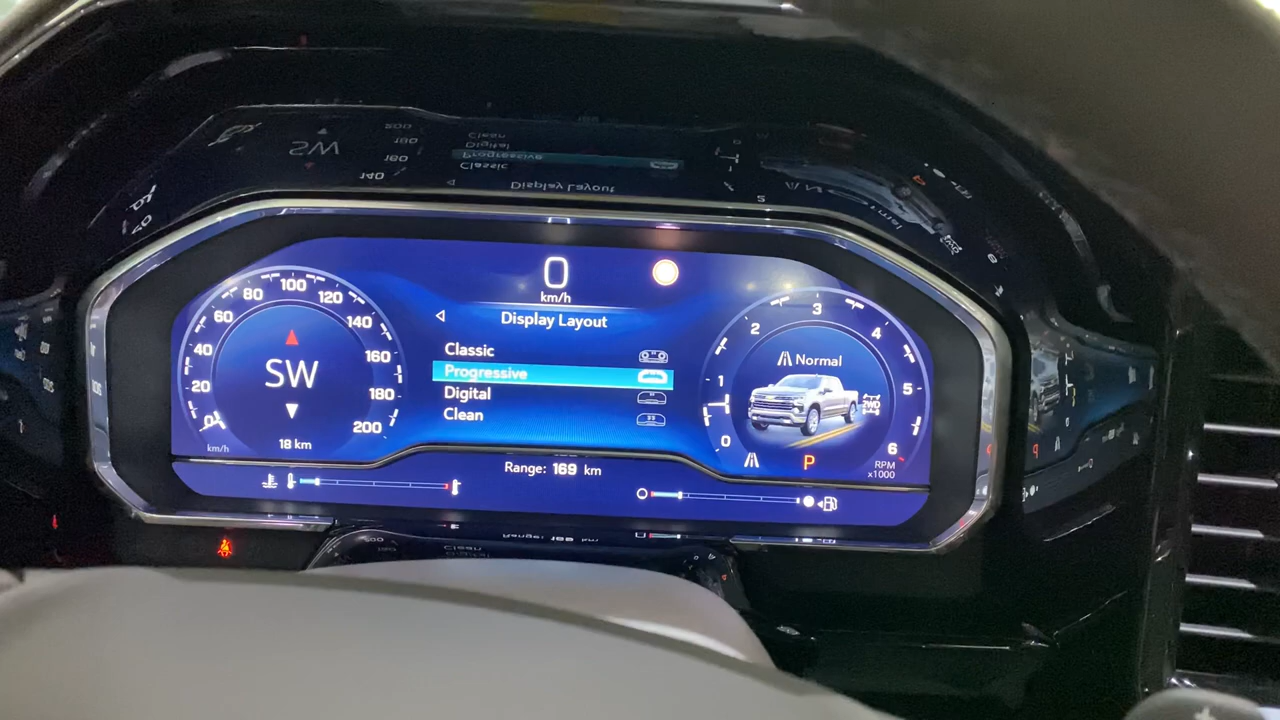 0
km/h
Display Layout
Classic
Progressive
Digital
Clean
20
40
60
80
100
120
140
160
180
200
km/h
SW
18 km
0
1
2
3
4
5
6
RPM
x1000
Normal
2WD
P
Range: 169 km